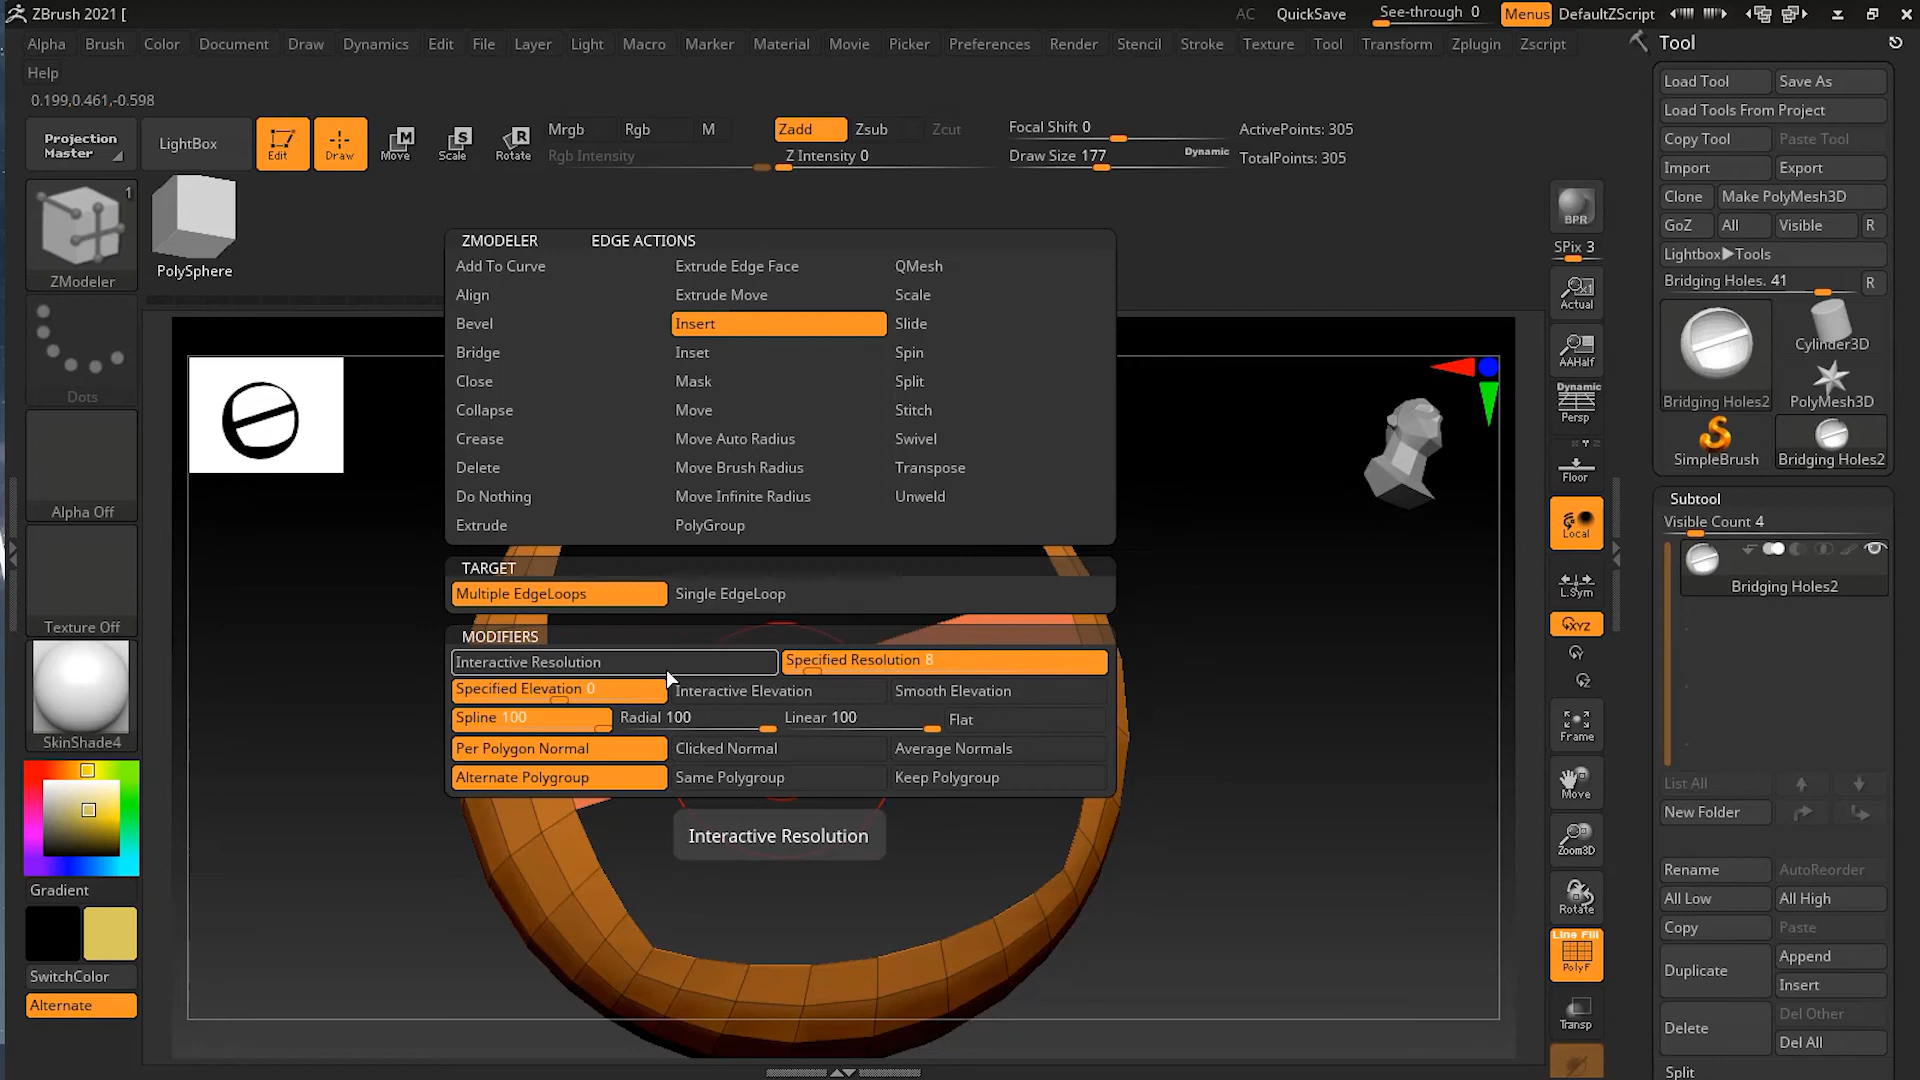 ZBrush 2021 [
AC QuickSave See-through 0 Menus DefaultZScript
Alpha Brush Color Document Draw Dynamics Edit File Layer Light Macro Marker Material Movie Picker Preferences Render Stencil Stroke Texture Tool Transform Zplugin Zscript
Help
0.199,0.461,-0.598
Projection Master
LightBox
Edit
Draw
Move
Scale
Rotate
Mrgb Rgb M
Rgb Intensity
Zadd Zsub Zcut
Z Intensity 0
Focal Shift 0
Draw Size 177 Dynamic
ActivePoints: 305
TotalPoints: 305
1
ZModeler
PolySphere
Dots
Alpha Off
Texture Off
SkinShade4
Gradient
SwitchColor
Alternate
ZMODELER EDGE ACTIONS
Add To Curve Extrude Edge Face QMesh
Align Extrude Move Scale
Bevel Insert Slide
Bridge Inset Spin
Close Mask Split
Collapse Move Stitch
Crease Move Auto Radius Swivel
Delete Move Brush Radius Transpose
Do Nothing Move Infinite Radius Unweld
Extrude PolyGroup
TARGET
Multiple EdgeLoops Single EdgeLoop
MODIFIERS
Interactive Resolution Specified Resolution 8
Specified Elevation 0 Interactive Elevation Smooth Elevation
Spline 100 Radial 100 Linear 100 Flat
Per Polygon Normal Clicked Normal Average Normals
Alternate Polygroup Same Polygroup Keep Polygroup
Interactive Resolution
BPR
SPix 3
Actual
AAHalf
Dynamic
Persp
Floor
Local
L.Sym
XYZ
Frame
Move
Zoom3D
Rotate
Line Fill
PolyF
Transp
Tool
Load Tool Save As
Load Tools From Project
Copy Tool Paste Tool
Import Export
Clone Make PolyMesh3D
GoZ All Visible R
Lightbox▶Tools
Bridging Holes. 41 R
Bridging Holes2
Cylinder3D
PolyMesh3D
SimpleBrush
Bridging Holes2
Subtool
Visible Count 4
Bridging Holes2
List All
New Folder
Rename AutoReorder
All Low All High
Copy Paste
Duplicate Append
Insert
Delete Del Other
Del All
Split